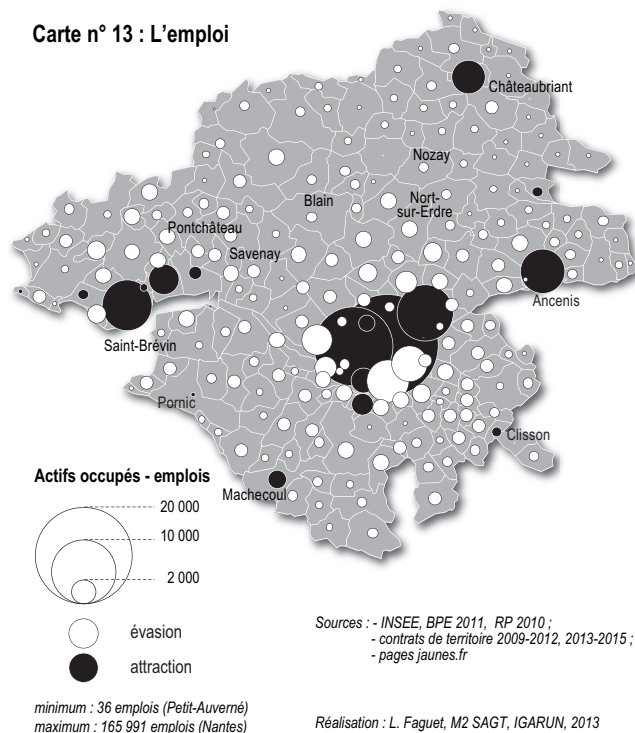 Carte n° 13 : L'emploi
Châteaubriant
Nozay
Blain
Nort-
sur-Erdre
Pontchâteau
Savenay
Ancenis
Saint-Brévin
Pornic
Clisson
Machecoul
Actifs occupés - emplois
20 000
10 000
2 000
évasion
attraction
minimum : 36 emplois (Petit-Auverné)
maximum : 165 991 emplois (Nantes)
Sources : - INSEE, BPE 2011, RP 2010 ;
- contrats de territoire 2009-2012, 2013-2015 ;
- pages jaunes.fr
Réalisation : L. Faguet, M2 SAGT, IGARUN, 2013